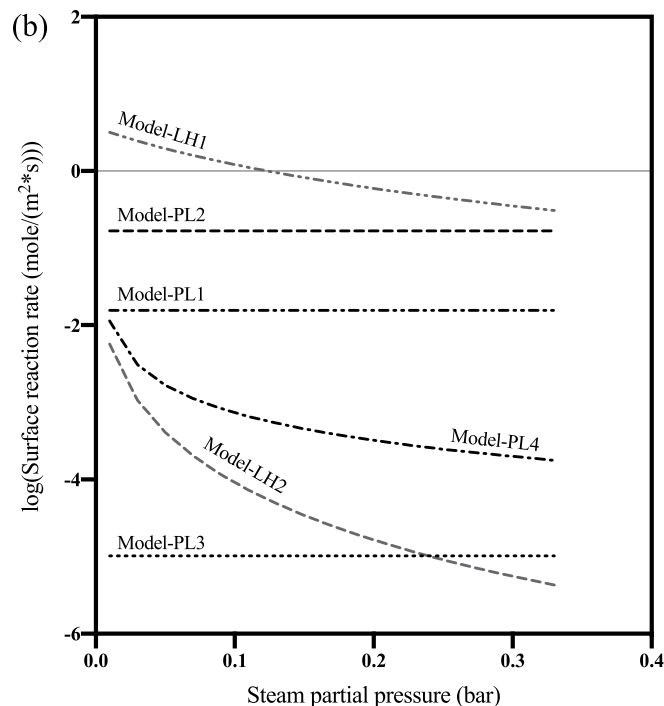 (b)
2
0
-2
-4
-6
log(Surface reaction rate (mole/(m²*s)))
Model-LH1
Model-PL2
Model-PL1
Model-PL4
Model-LH2
Model-PL3
0.0 0.1 0.2 0.3 0.4
Steam partial pressure (bar)